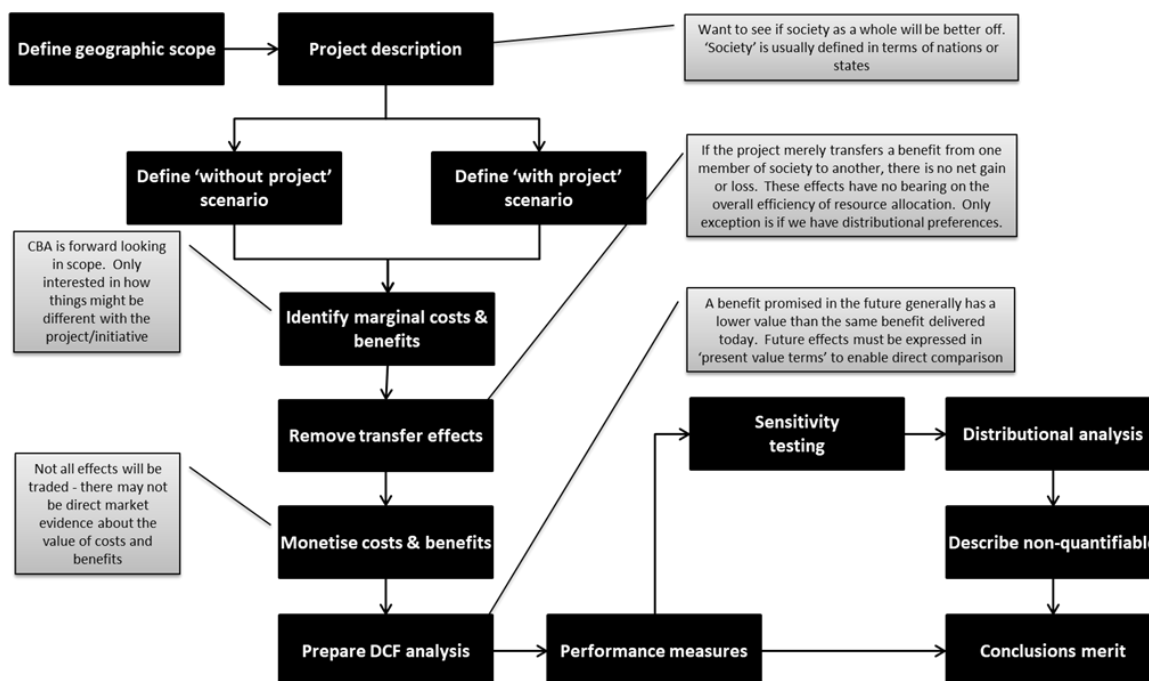 Define geographic scope
Project description
Want to see if society as a whole will be better off.
‘Society’ is usually defined in terms of nations or
states
Define ‘without project’
scenario
Define ‘with project’
scenario
If the project merely transfers a benefit from one
member of society to another, there is no net gain
or loss. These effects have no bearing on the
overall efficiency of resource allocation. Only
exception is if we have distributional preferences.
CBA is forward looking
in scope. Only
interested in how
things might be
different with the
project/initiative
Identify marginal costs &
benefits
A benefit promised in the future generally has a
lower value than the same benefit delivered
today. Future effects must be expressed in
‘present value terms’ to enable direct comparison
Remove transfer effects
Sensitivity
testing
Distributional analysis
Not all effects will be
traded - there may not
be direct market
evidence about the
value of costs and
benefits
Monetise costs & benefits
Describe non-quantifiable
Prepare DCF analysis
Performance measures
Conclusions merit